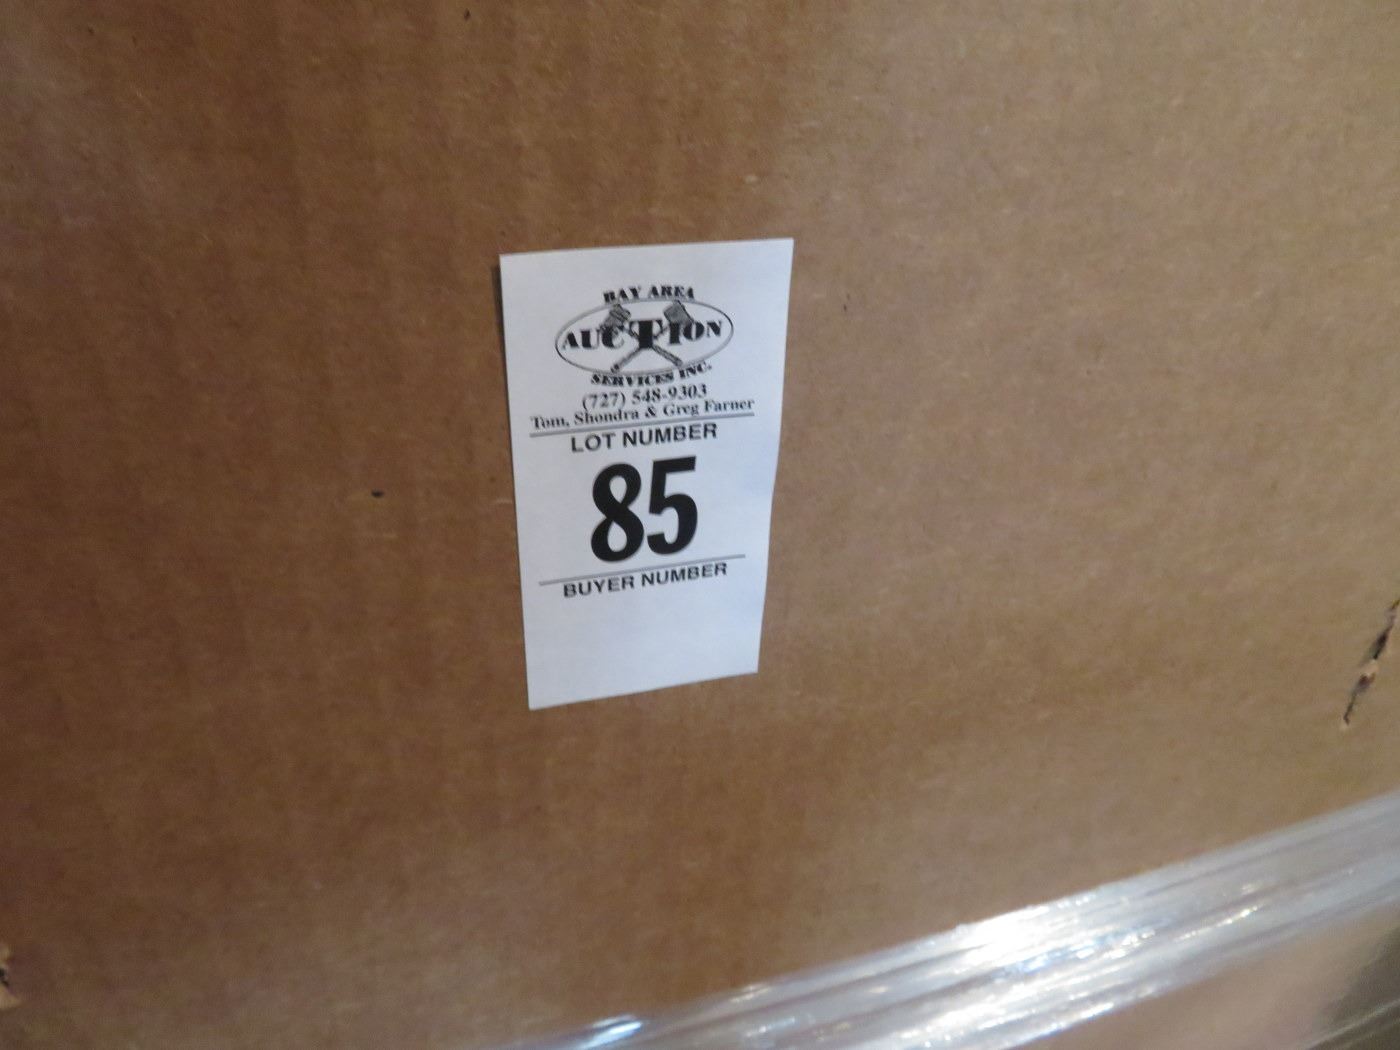 BAY AREA
AUCTION
SERVICES INC.
(727) 548-9303
Tom, Shondra & Greg Farner
LOT NUMBER
85
BUYER NUMBER